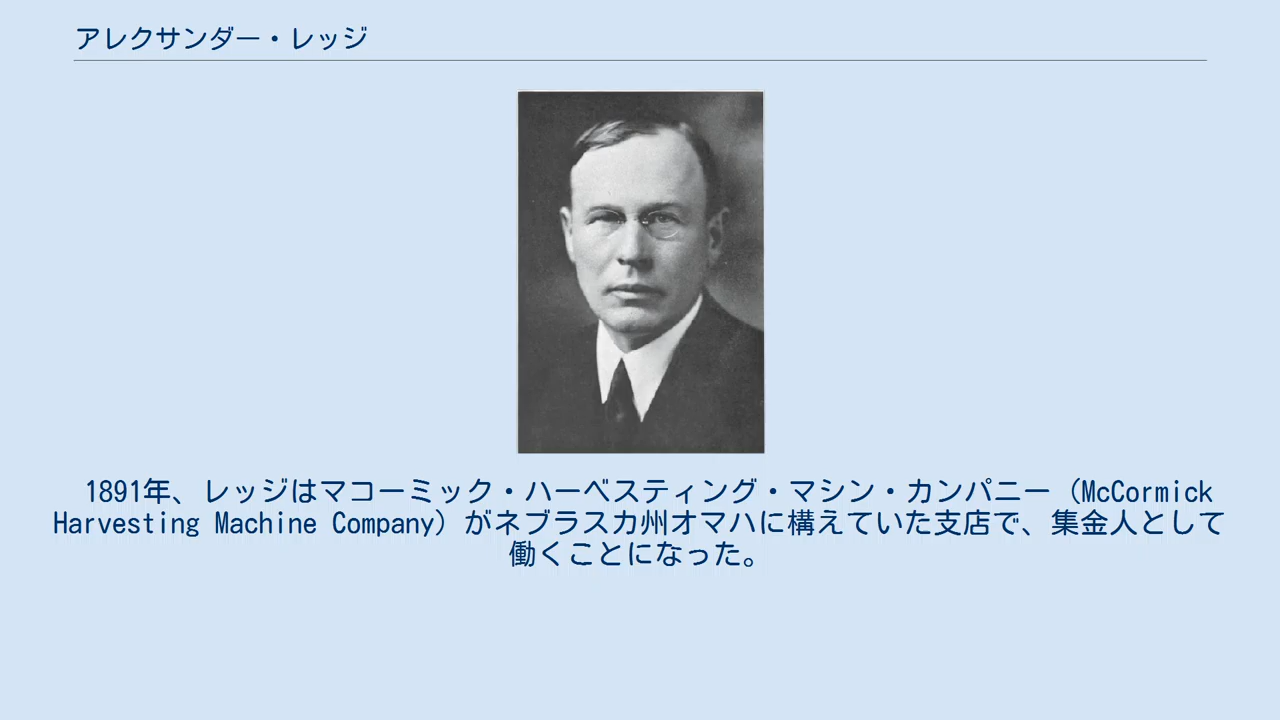 アレクサンダー・レッジ
1891年、レッジはマコーミック・ハーベスティング・マシン・カンパニー（McCormick
Harvesting Machine Company）がネブラスカ州オマハに構えていた支店で、集金人として
働くことになった。